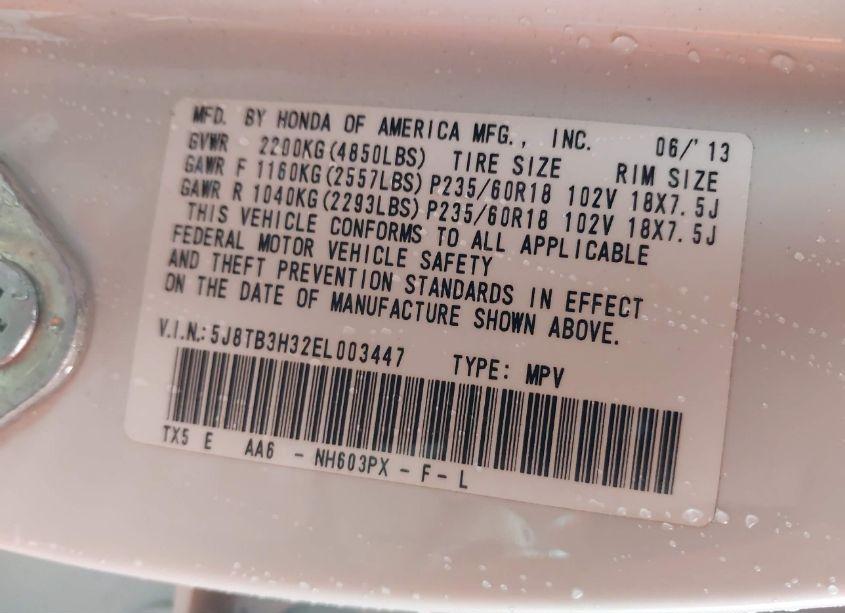 MFD. BY HONDA OF AMERICA MFG., INC. 06/'13
GVWR 2200KG(4850LBS) TIRE SIZE RIM SIZE
GAWR F 1160KG(2557LBS) P235/60R18 102V 18X7.5J
GAWR R 1040KG(2293LBS) P235/60R18 102V 18X7.5J
THIS VEHICLE CONFORMS TO ALL APPLICABLE
FEDERAL MOTOR VEHICLE SAFETY
AND THEFT PREVENTION STANDARDS IN EFFECT
ON THE DATE OF MANUFACTURE SHOWN ABOVE.
V.I.N.: 5J8TB3H32EL003447 TYPE: MPV
TX5 E AA6 - NH603PX - F - L